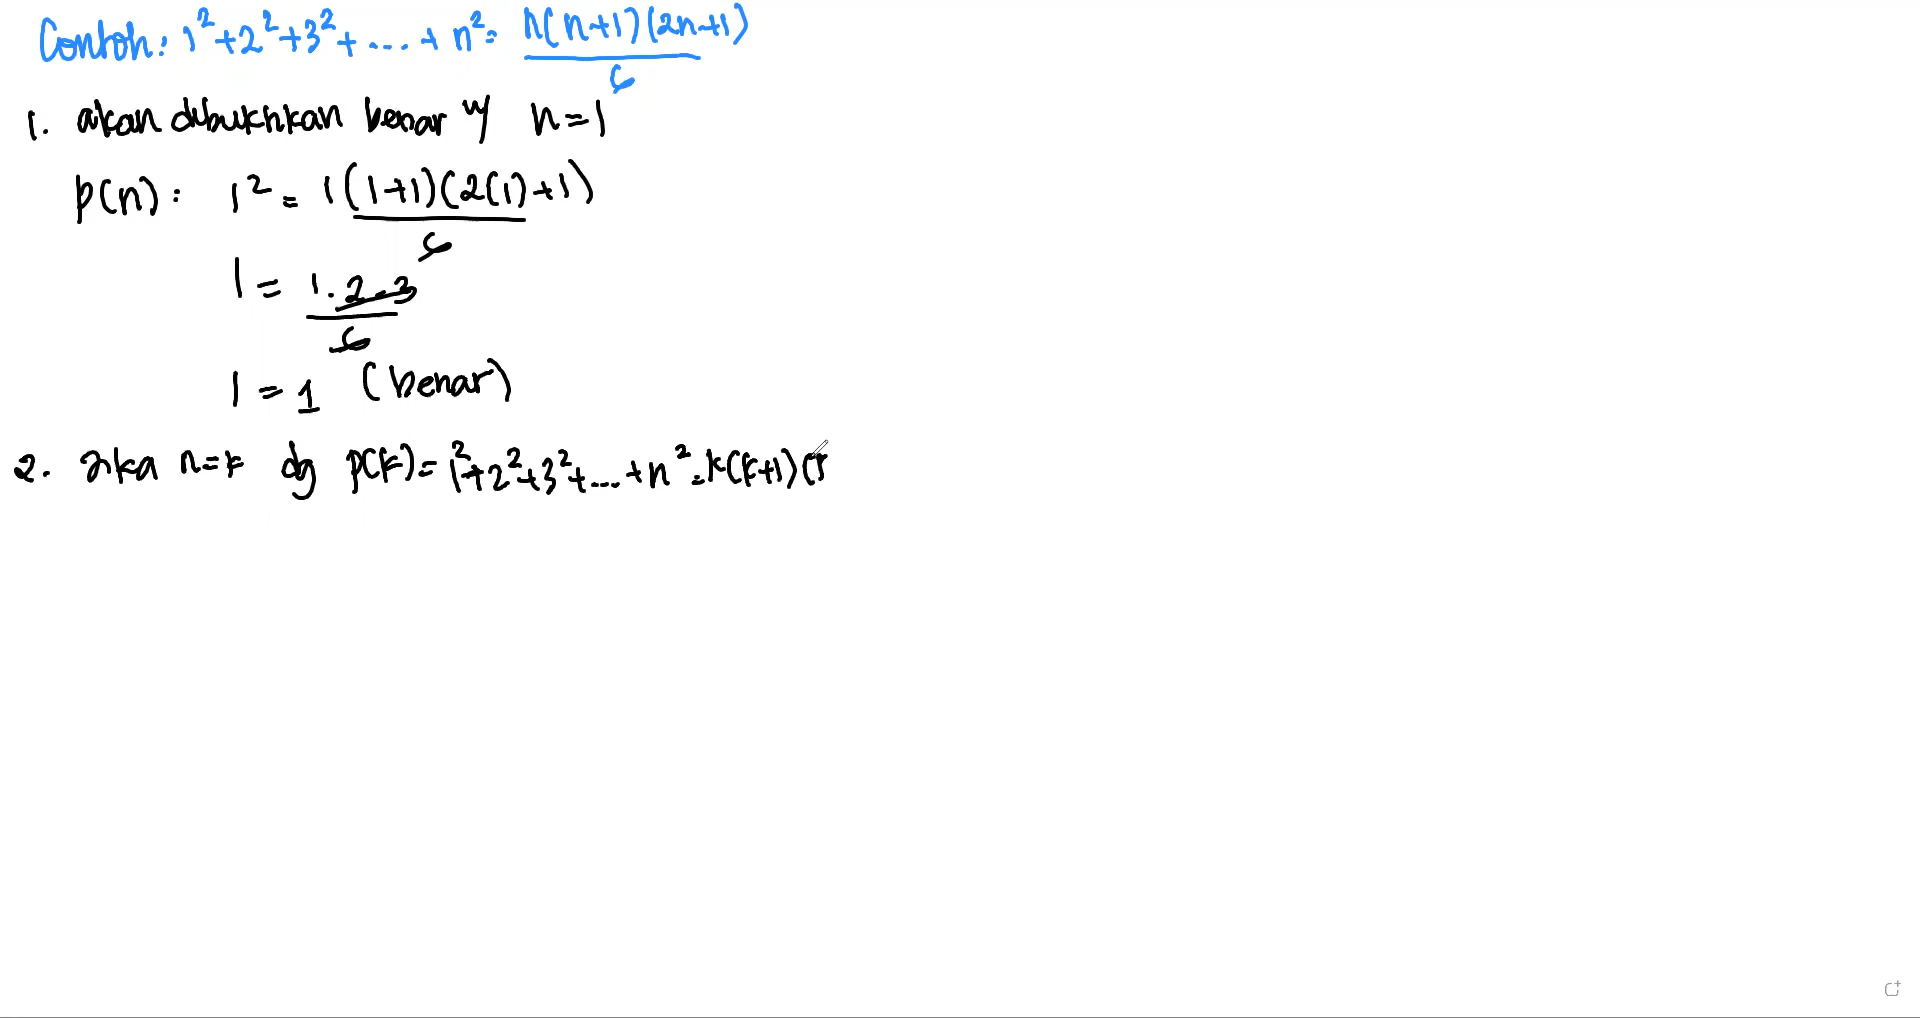 Contoh: 1² + 2² + 3² + .... + n² = n(n+1)(2n+1)
6
1. akan dibuktikan benar u/ n = 1
P(n) : 1² = 1(1+1)(2(1)+1)
6
1 = 1.2.3
6
1 = 1 (benar)
2. Jika n=k dg P(k) = 1²+2²+3²+....+n² = k(k+1)(